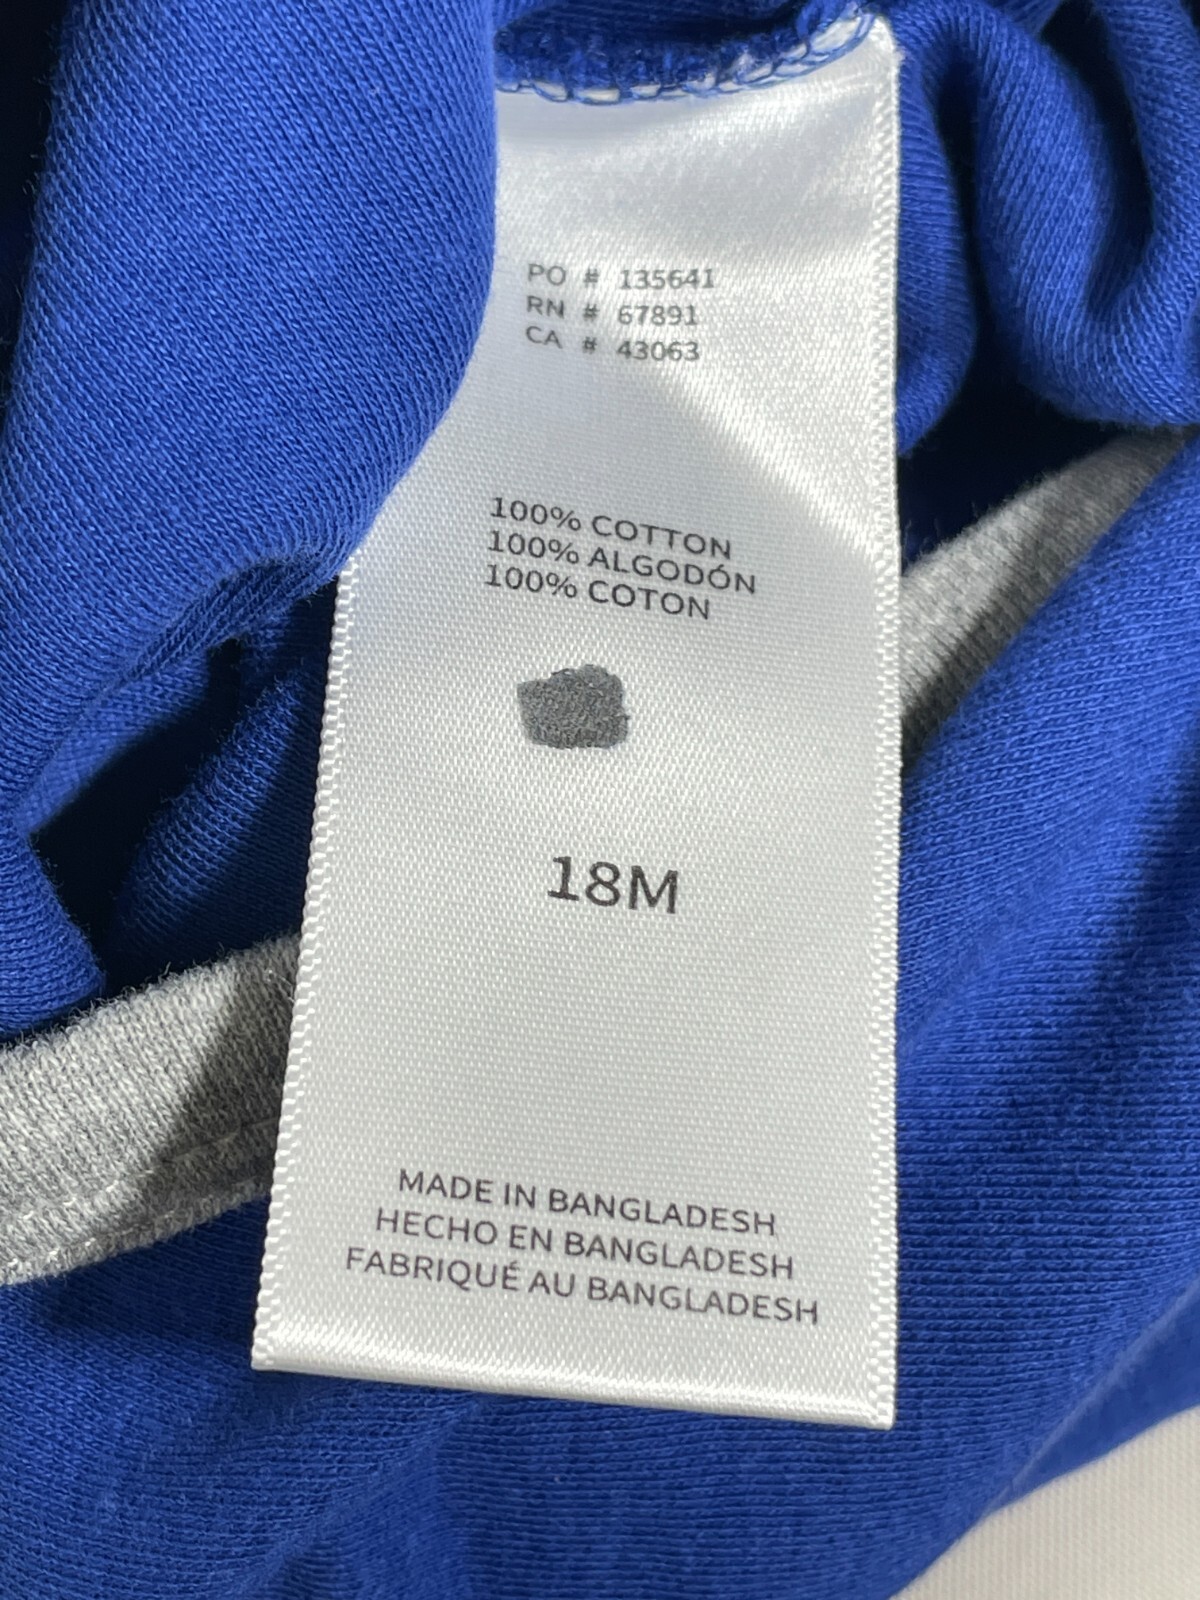 PO # 135641
RN # 67891
CA # 43063
100% COTTON
100% ALGODÓN
100% COTON
18M
MADE IN BANGLADESH
HECHO EN BANGLADESH
FABRIQUÉ AU BANGLADESH